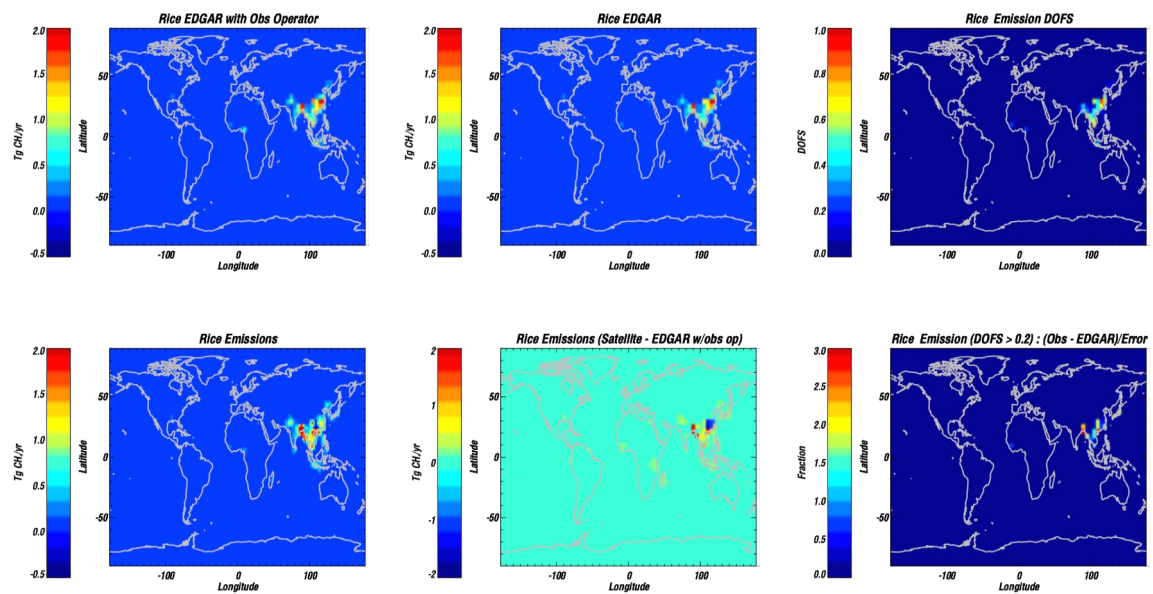 Rice EDGAR with Obs Operator
2.0
1.5
1.0
0.5
0.0
-0.5
Tg CH/yr
Latitude
50
0
-50
-100 0 100
Longitude
Rice EDGAR
2.0
1.5
1.0
0.5
0.0
-0.5
Tg CH/yr
Latitude
50
0
-50
-100 0 100
Longitude
Rice Emission DOFS
1.0
0.8
0.6
0.4
0.2
0.0
DOFS
Latitude
50
0
-50
-100 0 100
Longitude
Rice Emissions
2.0
1.5
1.0
0.5
0.0
-0.5
Tg CH/yr
Latitude
50
0
-50
-100 0 100
Longitude
Rice Emissions (Satellite - EDGAR w/obs op)
2
1
0
-1
-2
Tg CH/yr
Latitude
50
0
-50
-100 0 100
Longitude
Rice Emission (DOFS > 0.2) : (Obs - EDGAR)/Error
3.0
2.5
2.0
1.5
1.0
0.5
0.0
Fraction
Latitude
50
0
-50
-100 0 100
Longitude